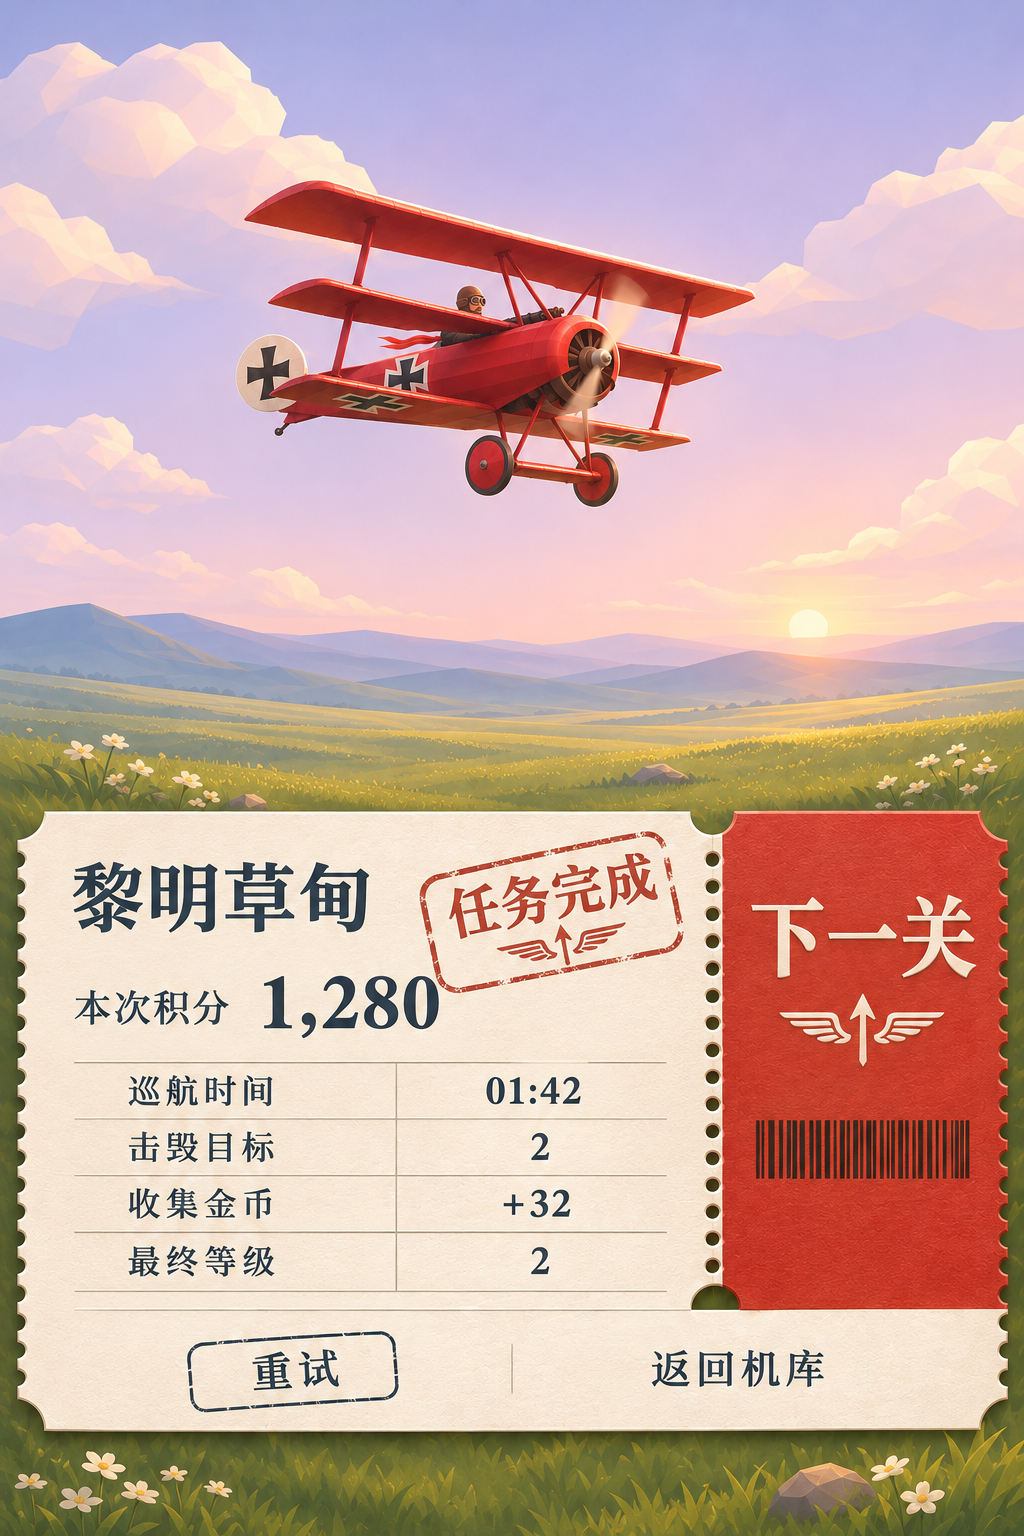 黎明草甸
任务完成
本次积分 1,280
巡航时间 01:42
击毁目标 2
收集金币 +32
最终等级 2
下一关
重试
返回机库